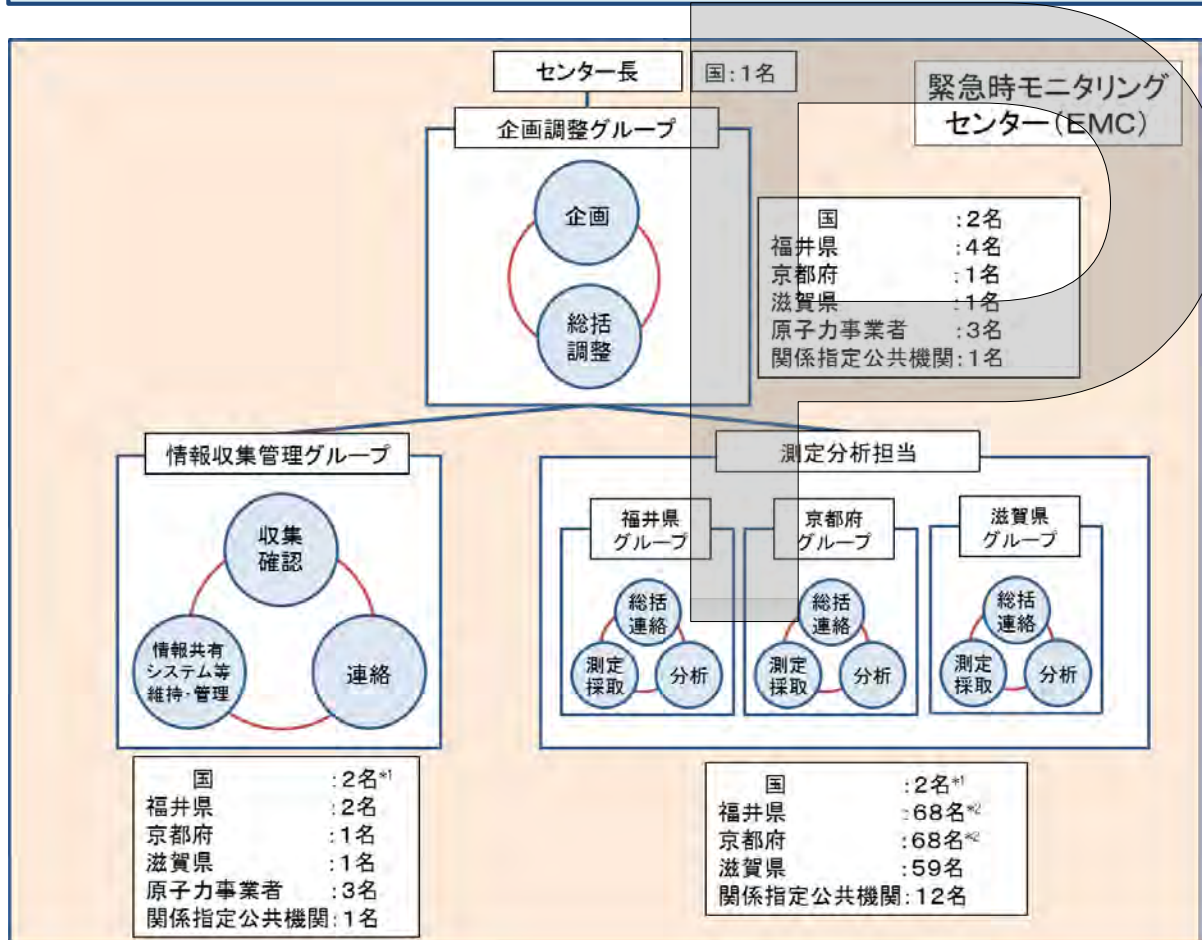 センター長
国:1名
緊急時モニタリング
センター(EMC)
企画調整グループ
企画
総括
調整
国 :2名
福井県 :4名
京都府 :1名
滋賀県 :1名
原子力事業者 :3名
関係指定公共機関:1名
情報収集管理グループ
収集
確認
情報共有
システム等
維持・管理
連絡
国 :2名*1
福井県 :2名
京都府 :1名
滋賀県 :1名
原子力事業者 :3名
関係指定公共機関:1名
測定分析担当
福井県
グループ
総括
連絡
測定
採取
分析
京都府
グループ
総括
連絡
測定
採取
分析
滋賀県
グループ
総括
連絡
測定
採取
分析
国 :2名*1
福井県 :68名*2
京都府 :68名*2
滋賀県 :59名
関係指定公共機関:12名